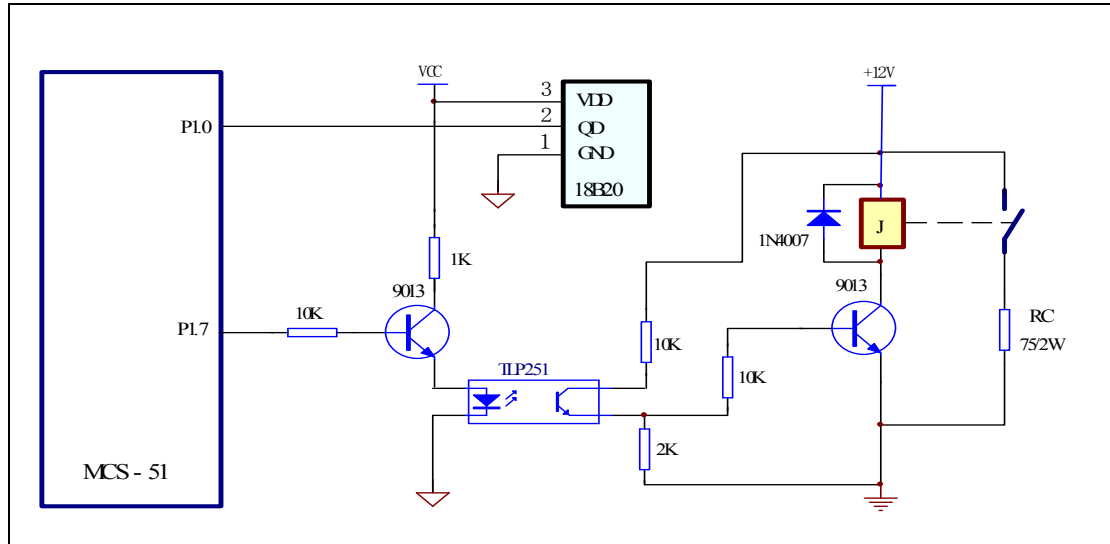 VCC
+12V
3
VDD
P1.0
2
QD
1
GND
18B20
1N4007
J
1K
9013
9013
P1.7
10K
RC
75/2W
10K
TLP251
10K
2K
MCS - 51